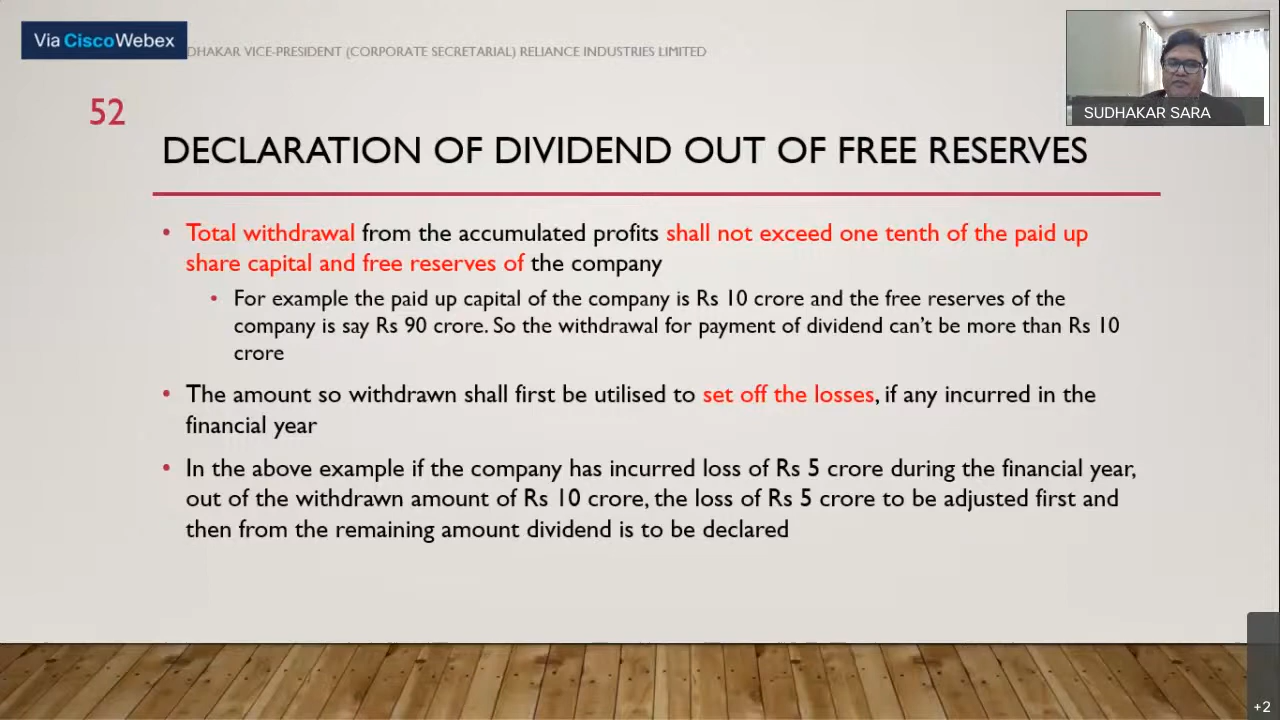 Via CiscoWebex
DHAKAR VICE-PRESIDENT (CORPORATE SECRETARIAL) RELIANCE INDUSTRIES LIMITED
SUDHAKAR SARA
52
DECLARATION OF DIVIDEND OUT OF FREE RESERVES
• Total withdrawal from the accumulated profits shall not exceed one tenth of the paid up
share capital and free reserves of the company
• For example the paid up capital of the company is Rs 10 crore and the free reserves of the
company is say Rs 90 crore. So the withdrawal for payment of dividend can't be more than Rs 10
crore
• The amount so withdrawn shall first be utilised to set off the losses, if any incurred in the
financial year
• In the above example if the company has incurred loss of Rs 5 crore during the financial year,
out of the withdrawn amount of Rs 10 crore, the loss of Rs 5 crore to be adjusted first and
then from the remaining amount dividend is to be declared
+2